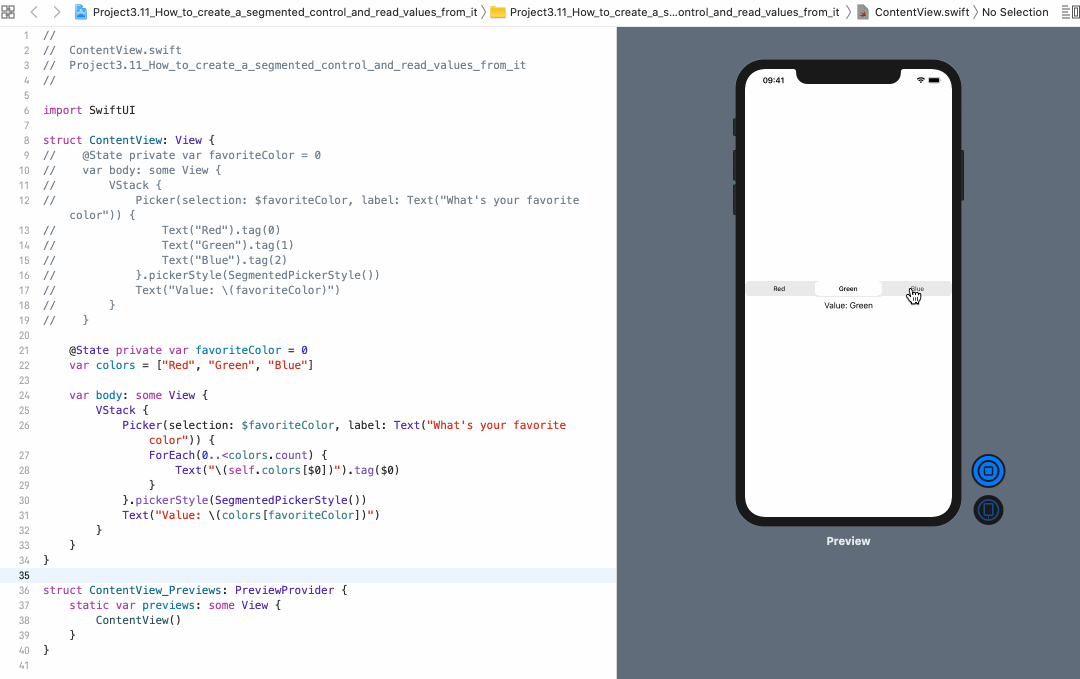 Project3.11_How_to_create_a_segmented_control_and_read_values_from_it Project3.11_How_to_create_a_s...ontrol_and_read_values_from_it ContentView.swift No Selection
1 //
2 //  ContentView.swift
3 //  Project3.11_How_to_create_a_segmented_control_and_read_values_from_it
4 //
5
6 import SwiftUI
7
8 struct ContentView: View {
9 //    @State private var favoriteColor = 0
10 //    var body: some View {
11 //        VStack {
12 //            Picker(selection: $favoriteColor, label: Text("What's your favorite
color")) {
13 //                Text("Red").tag(0)
14 //                Text("Green").tag(1)
15 //                Text("Blue").tag(2)
16 //            }.pickerStyle(SegmentedPickerStyle())
17 //            Text("Value: \(favoriteColor)")
18 //        }
19 //    }
20
21     @State private var favoriteColor = 0
22     var colors = ["Red", "Green", "Blue"]
23
24     var body: some View {
25         VStack {
26             Picker(selection: $favoriteColor, label: Text("What's your favorite
color")) {
27                 ForEach(0..<colors.count) {
28                     Text("\(self.colors[$0])").tag($0)
29                 }
30             }.pickerStyle(SegmentedPickerStyle())
31             Text("Value: \(colors[favoriteColor])")
32         }
33     }
34 }
35
36 struct ContentView_Previews: PreviewProvider {
37     static var previews: some View {
38         ContentView()
39     }
40 }
41
09:41
Red Green Blue
Value: Green
Preview